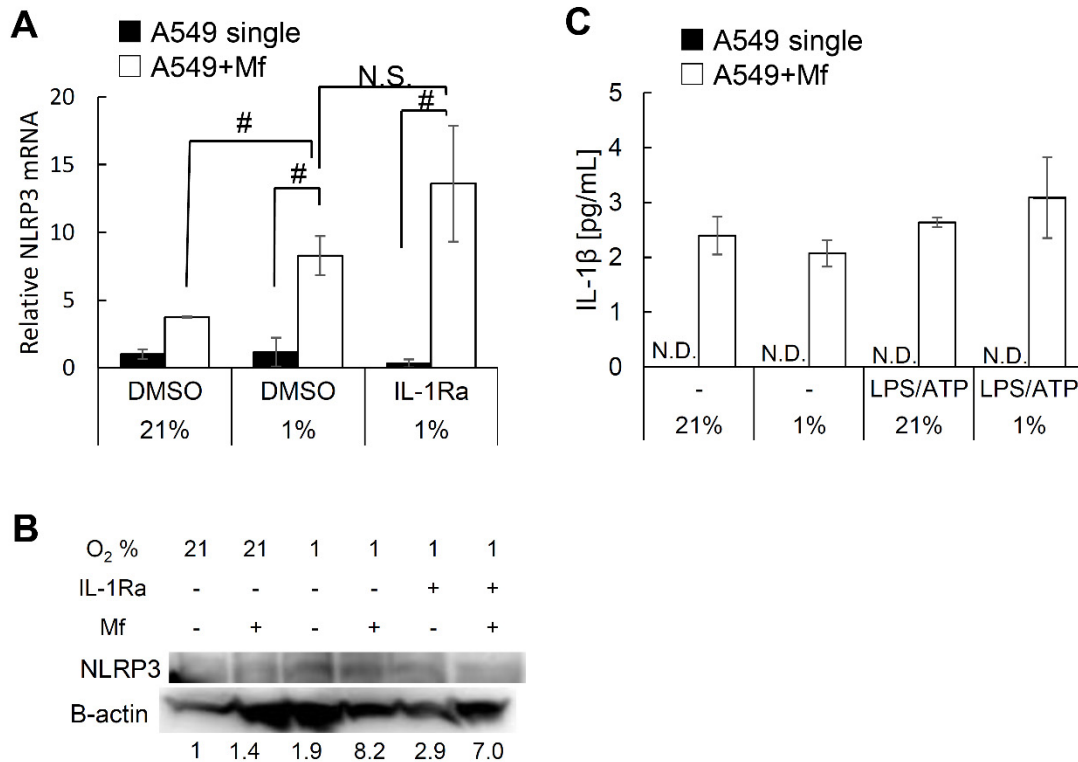 A
A549 single
A549+Mf
N.S.
#
#
#
20
15
10
5
0
Relative NLRP3 mRNA
DMSO DMSO IL-1Ra
21% 1% 1%
C
A549 single
A549+Mf
5
4
3
2
1
0
IL-1β [pg/mL]
N.D. N.D. N.D. N.D.
- - LPS/ATP LPS/ATP
21% 1% 21% 1%
B
O₂ % 21 21 1 1 1 1
IL-1Ra - - - - + +
Mf - + - + - +
NLRP3
B-actin
1 1.4 1.9 8.2 2.9 7.0